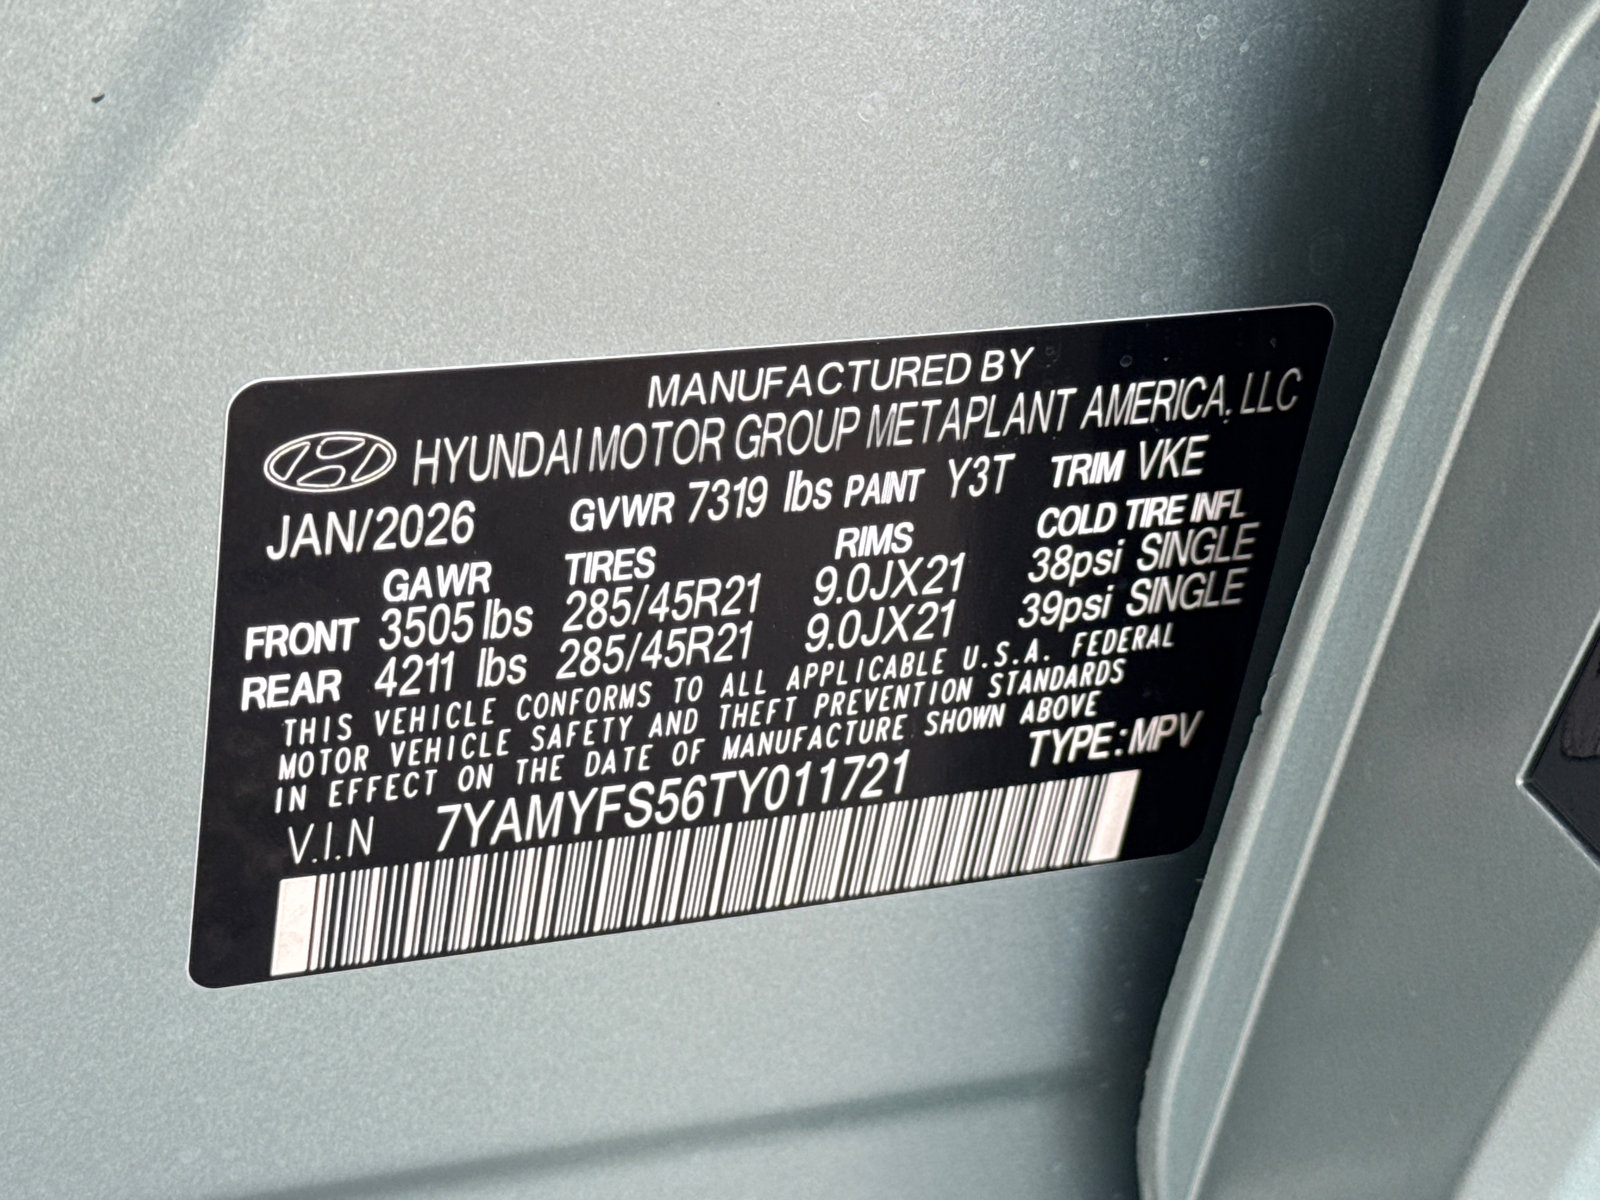 MANUFACTURED BY
HYUNDAI MOTOR GROUP METAPLANT AMERICA, LLC
JAN/2026 GVWR 7319 lbs PAINT Y3T TRIM VKE
GAWR TIRES RIMS COLD TIRE INFL
FRONT 3505 lbs 285/45R21 9.0JX21 38psi SINGLE
REAR 4211 lbs 285/45R21 9.0JX21 39psi SINGLE
THIS VEHICLE CONFORMS TO ALL APPLICABLE U.S.A. FEDERAL
MOTOR VEHICLE SAFETY AND THEFT PREVENTION STANDARDS
IN EFFECT ON THE DATE OF MANUFACTURE SHOWN ABOVE
V.I.N 7YAMYFS56TY011721 TYPE:MPV